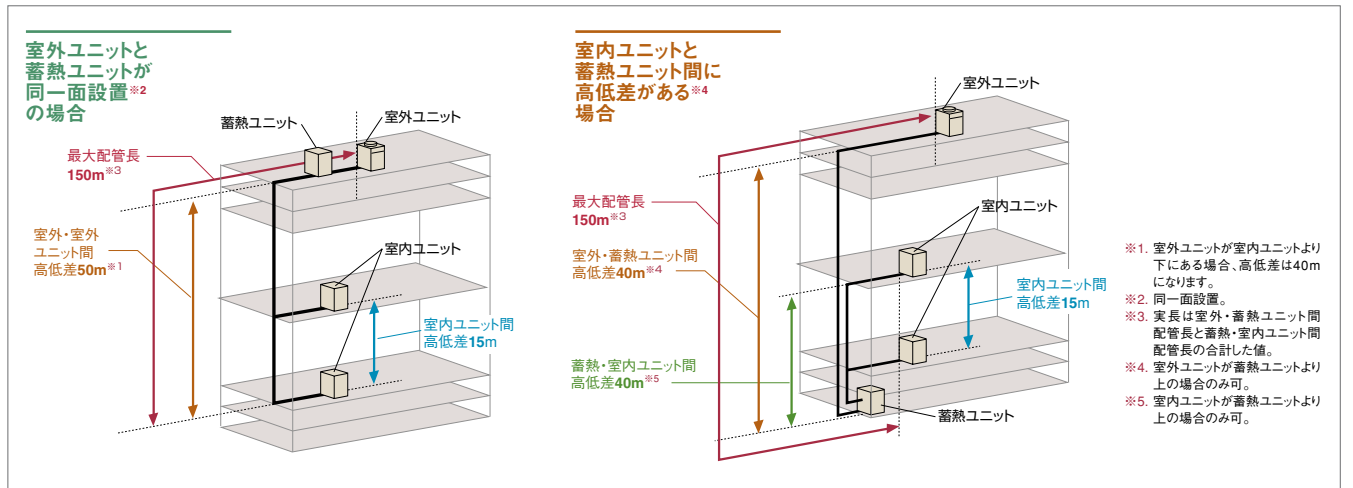 室外ユニットと
蓄熱ユニットが
同一面設置※2
の場合
蓄熱ユニット
室外ユニット
最大配管長
150m※3
室外・室外
ユニット間
高低差50m※1
室内ユニット
室内ユニット間
高低差15m
室内ユニットと
蓄熱ユニット間に
高低差がある※4
場合
室外ユニット
最大配管長
150m※3
室外・蓄熱ユニット間
高低差40m※4
蓄熱・室内ユニット間
高低差40m※5
室内ユニット
室内ユニット間
高低差15m
蓄熱ユニット
※1. 室外ユニットが室内ユニットより
下にある場合、高低差は40m
になります。
※2. 同一面設置。
※3. 実長は室外・蓄熱ユニット間
配管長と蓄熱・室内ユニット間
配管長の合計した値。
※4. 室外ユニットが蓄熱ユニットより
上の場合のみ可。
※5. 室内ユニットが蓄熱ユニットより
上の場合のみ可。